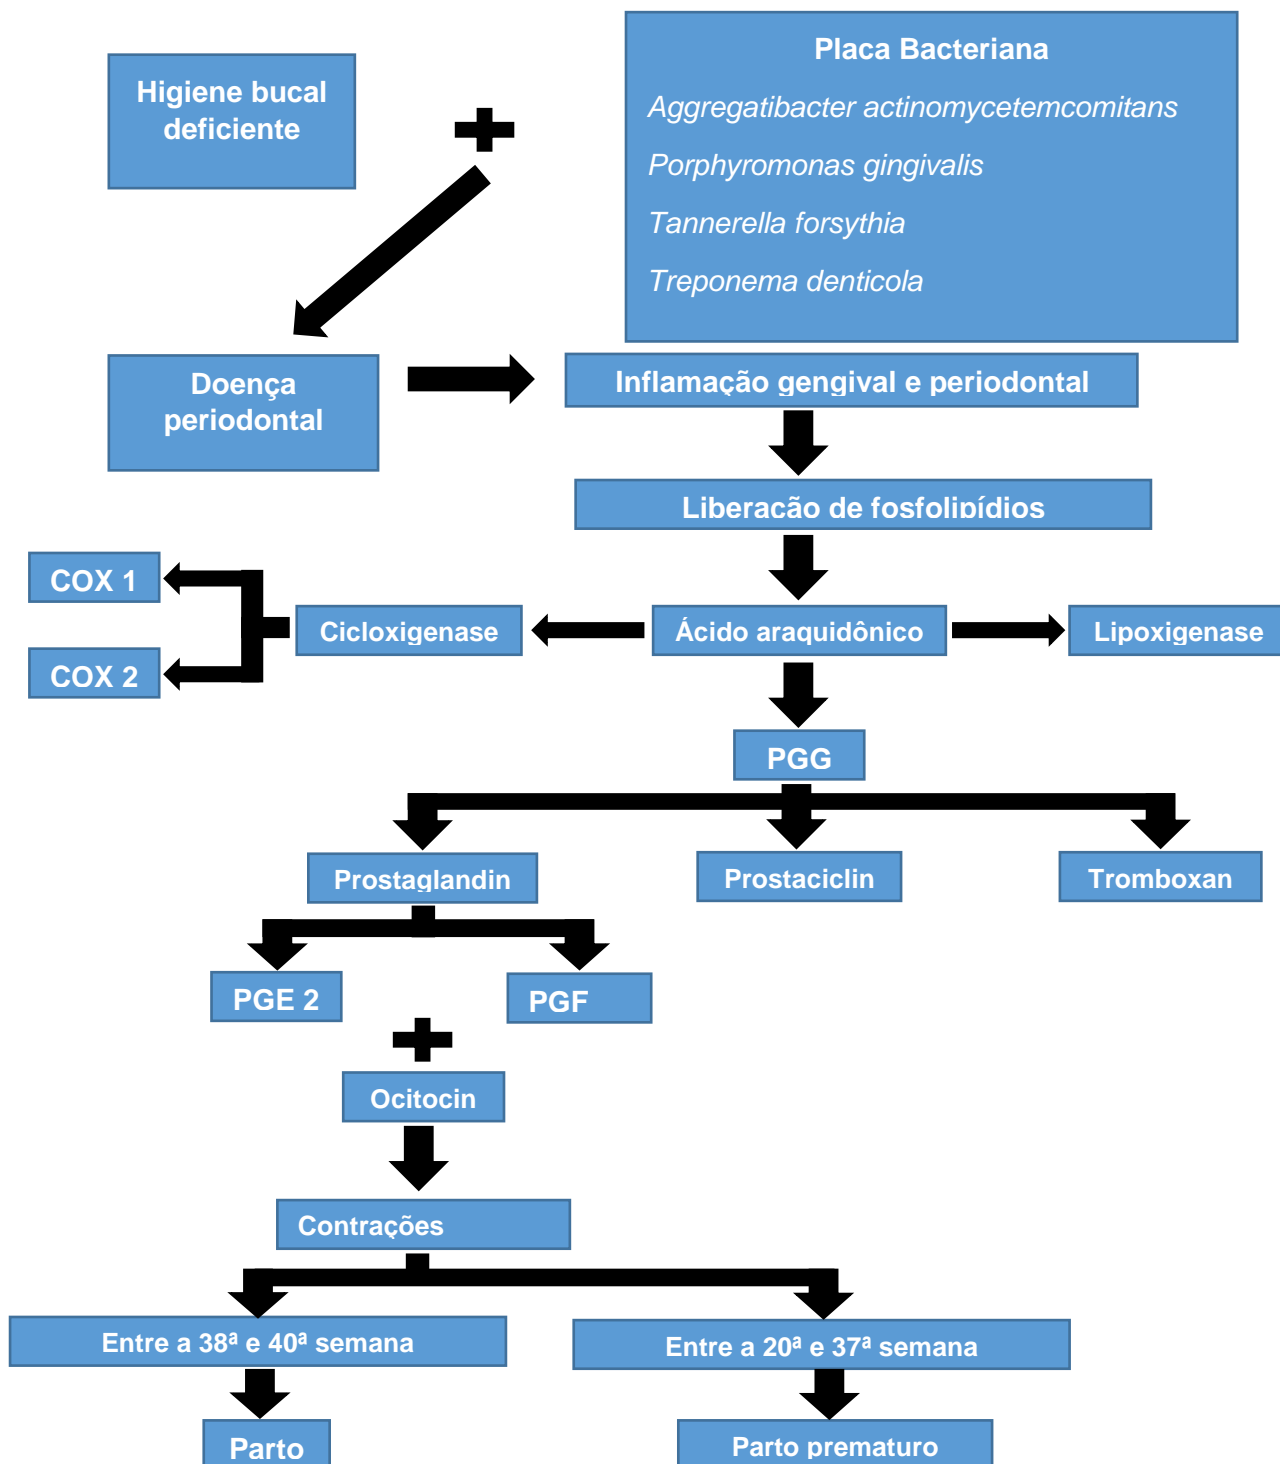 Placa Bacteriana
Higiene bucal
deficiente
Aggregatibacter actinomycetemcomitans
Porphyromonas gingivalis
Tannerella forsythia
Treponema denticola
Doença
periodontal
Inflamação gengival e periodontal
Liberação de fosfolipídios
COX 1
Cicloxigenase
Ácido araquidônico
Lipoxigenase
COX 2
PGG
Prostaglandin
Prostaciclin
Tromboxan
PGE 2
PGF
Ocitocin
Contrações
Entre a 38ª e 40ª semana
Entre a 20ª e 37ª semana
Parto
Parto prematuro